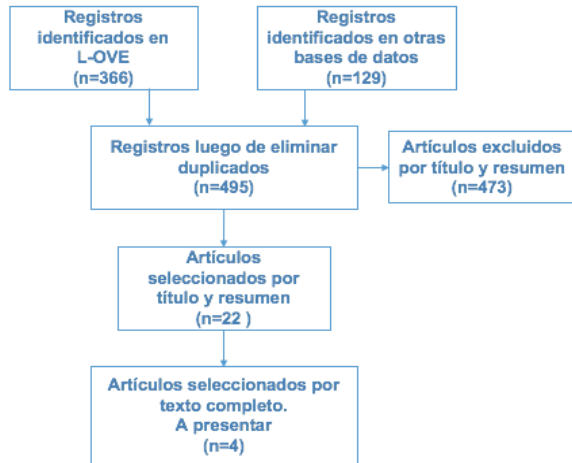 Registros
identificados en
L-OVE
(n=366)
Registros
identificados en otras
bases de datos
(n=129)
Registros luego de eliminar
duplicados
(n=495)
Artículos excluidos
por título y resumen
(n=473)
Artículos
seleccionados por
título y resumen
(n=22 )
Artículos seleccionados por
texto completo.
A presentar
(n=4)